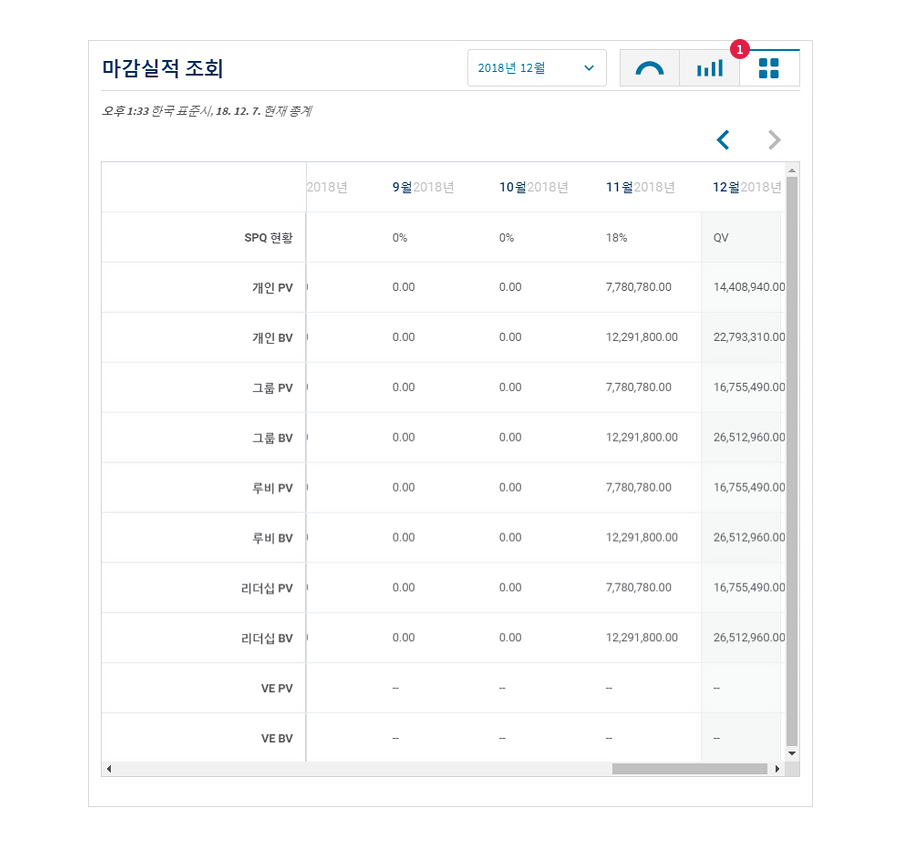 마감실적 조회
2018년 12월
1
오후 1:33 한국 표준시, 18. 12. 7. 현재 총계
2018년 9월2018년 10월2018년 11월2018년 12월2018년
SPQ 현황 0% 0% 18% QV
개인 PV 0.00 0.00 7,780,780.00 14,408,940.00
개인 BV 0.00 0.00 12,291,800.00 22,793,310.00
그룹 PV 0.00 0.00 7,780,780.00 16,755,490.00
그룹 BV 0.00 0.00 12,291,800.00 26,512,960.00
루비 PV 0.00 0.00 7,780,780.00 16,755,490.00
루비 BV 0.00 0.00 12,291,800.00 26,512,960.00
리더십 PV 0.00 0.00 7,780,780.00 16,755,490.00
리더십 BV 0.00 0.00 12,291,800.00 26,512,960.00
VE PV -- -- -- --
VE BV -- -- -- --